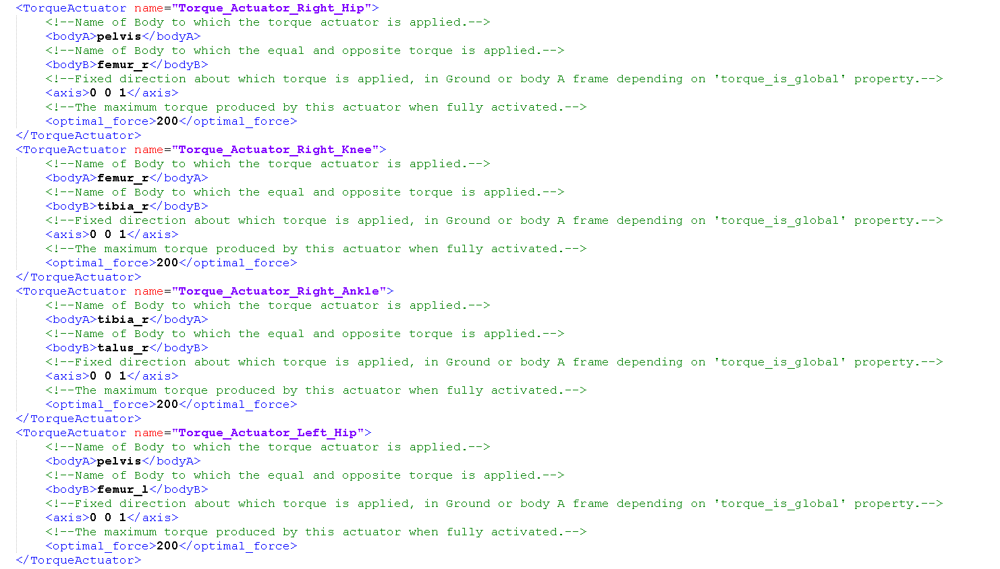 <TorqueActuator name="Torque_Actuator_Right_Hip">
<!--Name of Body to which the torque actuator is applied.-->
<bodyA>pelvis</bodyA>
<!--Name of Body to which the equal and opposite torque is applied.-->
<bodyB>femur_r</bodyB>
<!--Fixed direction about which torque is applied, in Ground or body A frame depending on 'torque_is_global' property.-->
<axis>0 0 1</axis>
<!--The maximum torque produced by this actuator when fully activated.-->
<optimal_force>200</optimal_force>
</TorqueActuator>
<TorqueActuator name="Torque_Actuator_Right_Knee">
<!--Name of Body to which the torque actuator is applied.-->
<bodyA>femur_r</bodyA>
<!--Name of Body to which the equal and opposite torque is applied.-->
<bodyB>tibia_r</bodyB>
<!--Fixed direction about which torque is applied, in Ground or body A frame depending on 'torque_is_global' property.-->
<axis>0 0 1</axis>
<!--The maximum torque produced by this actuator when fully activated.-->
<optimal_force>200</optimal_force>
</TorqueActuator>
<TorqueActuator name="Torque_Actuator_Right_Ankle">
<!--Name of Body to which the torque actuator is applied.-->
<bodyA>tibia_r</bodyA>
<!--Name of Body to which the equal and opposite torque is applied.-->
<bodyB>talus_r</bodyB>
<!--Fixed direction about which torque is applied, in Ground or body A frame depending on 'torque_is_global' property.-->
<axis>0 0 1</axis>
<!--The maximum torque produced by this actuator when fully activated.-->
<optimal_force>200</optimal_force>
</TorqueActuator>
<TorqueActuator name="Torque_Actuator_Left_Hip">
<!--Name of Body to which the torque actuator is applied.-->
<bodyA>pelvis</bodyA>
<!--Name of Body to which the equal and opposite torque is applied.-->
<bodyB>femur_l</bodyB>
<!--Fixed direction about which torque is applied, in Ground or body A frame depending on 'torque_is_global' property.-->
<axis>0 0 1</axis>
<!--The maximum torque produced by this actuator when fully activated.-->
<optimal_force>200</optimal_force>
</TorqueActuator>